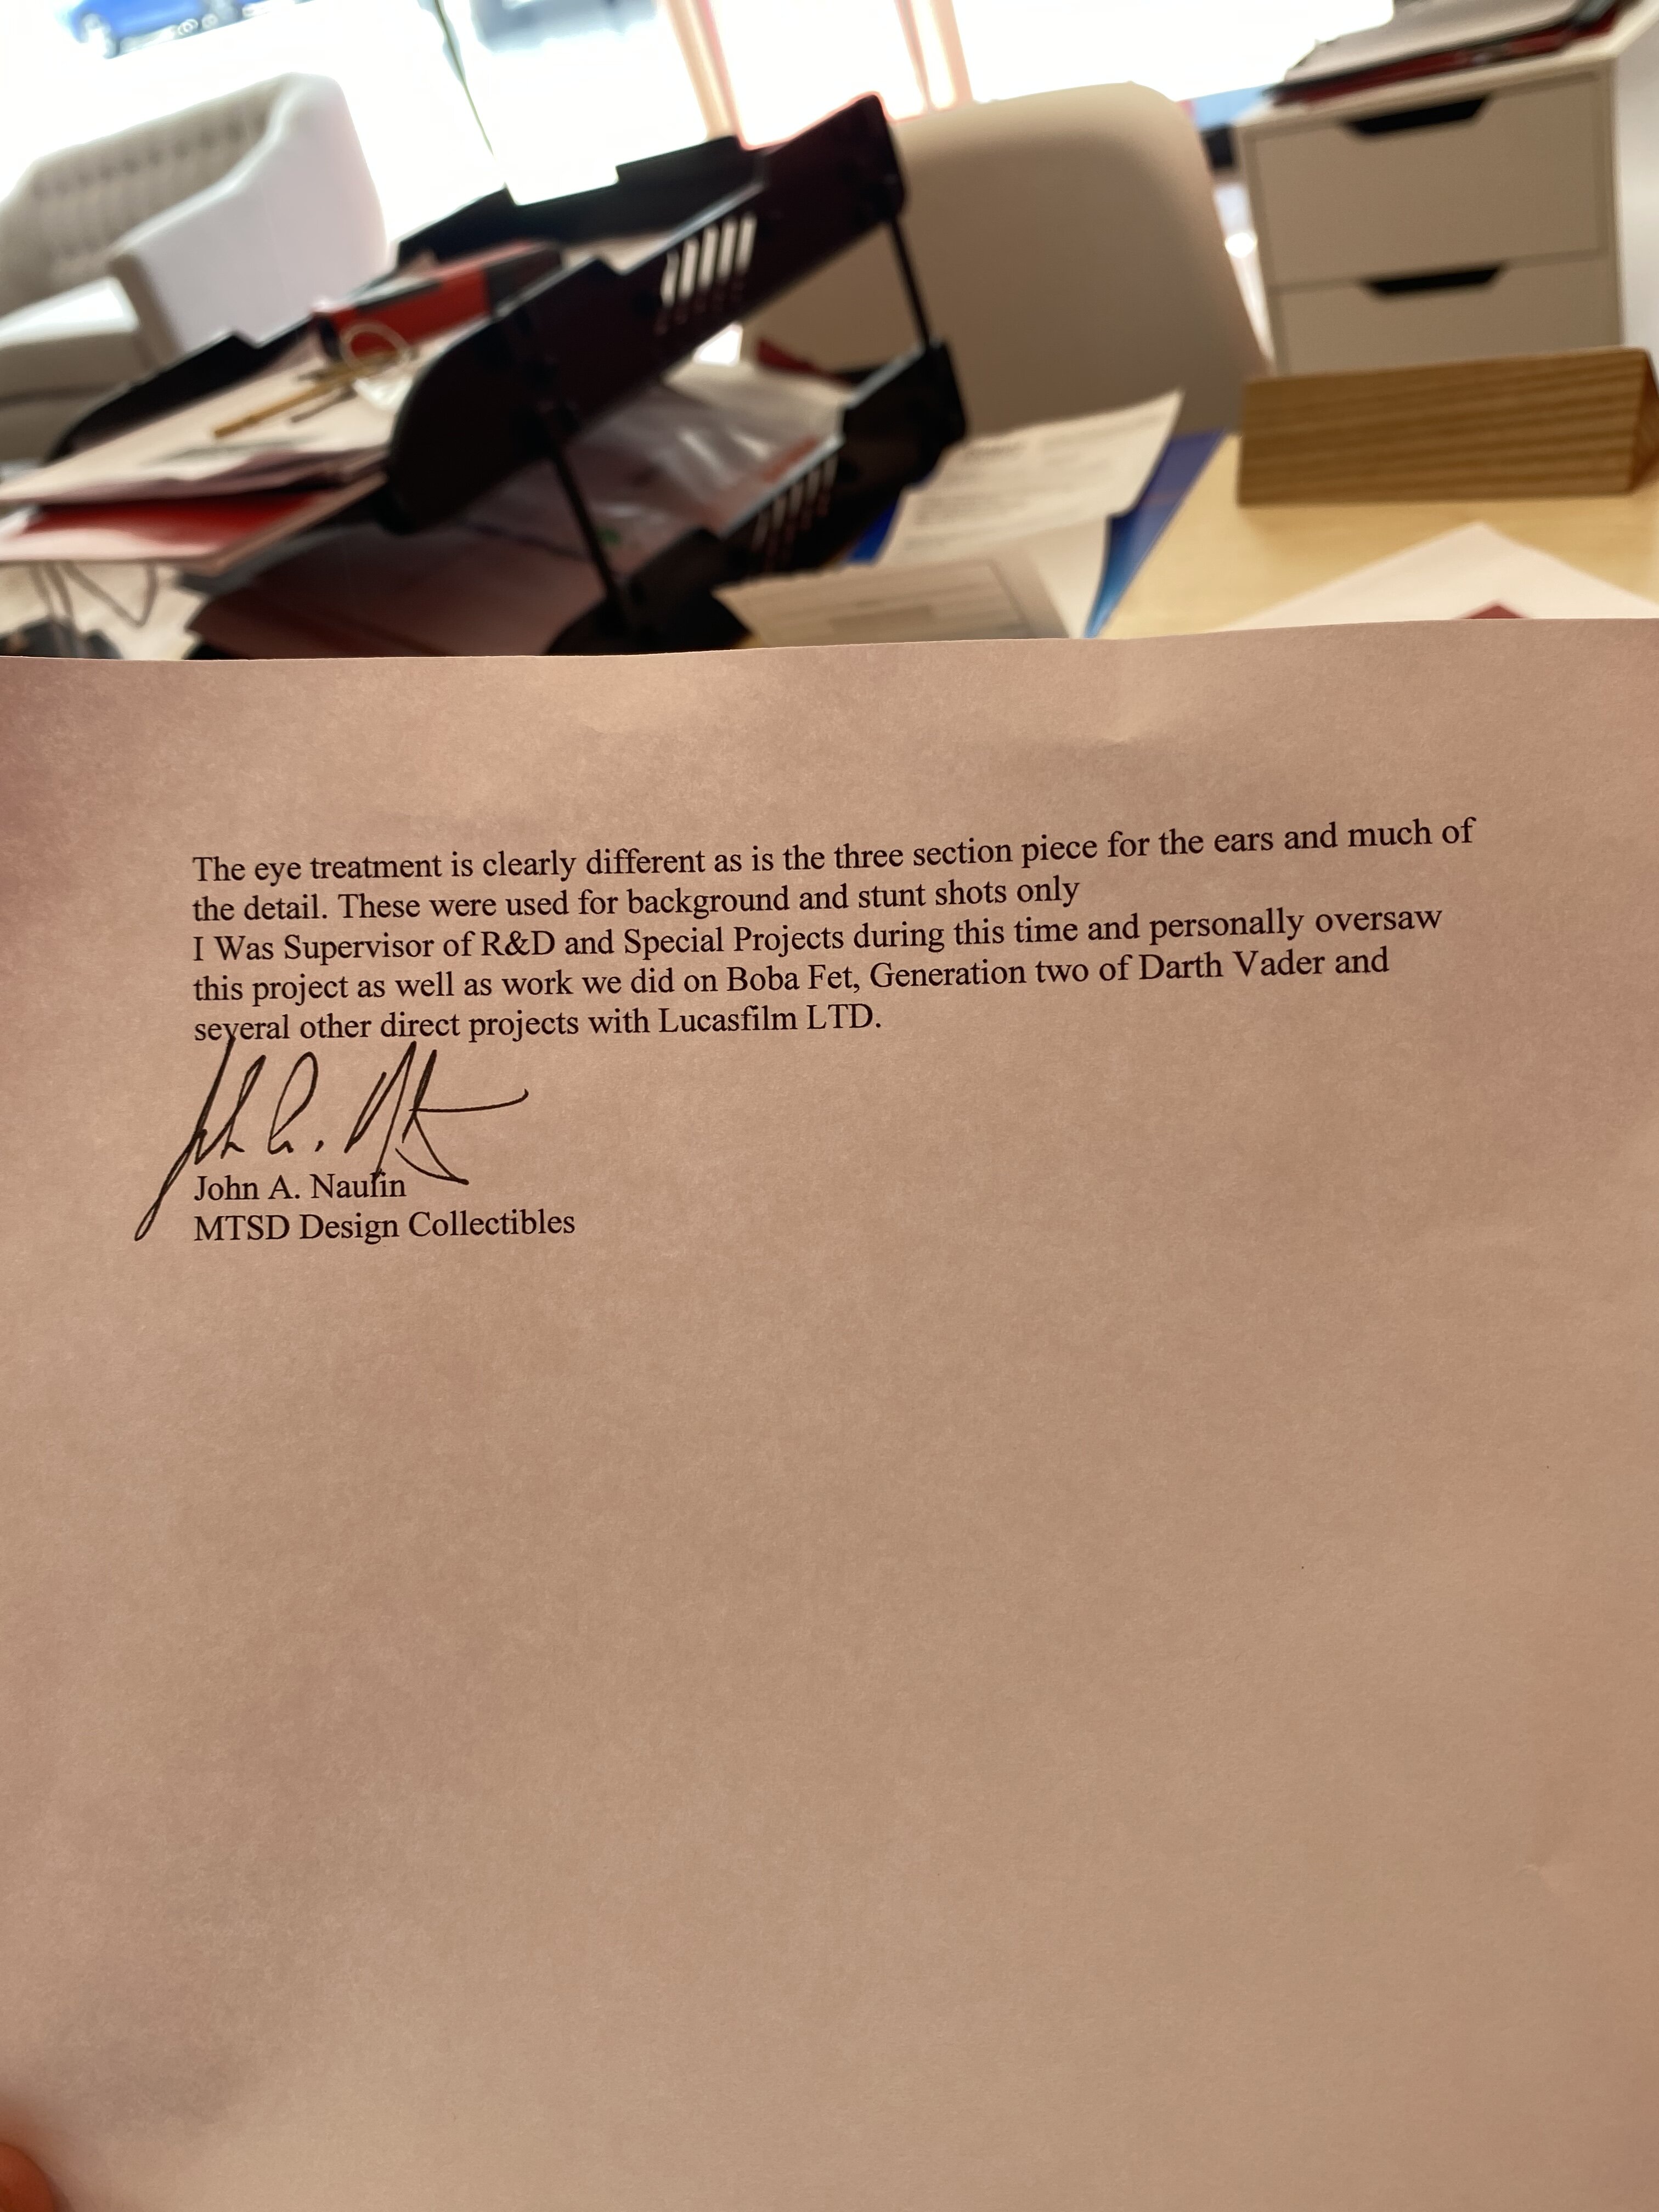 The eye treatment is clearly different as is the three section piece for the ears and much of
the detail. These were used for background and stunt shots only
I Was Supervisor of R&D and Special Projects during this time and personally oversaw
this project as well as work we did on Boba Fet, Generation two of Darth Vader and
several other direct projects with Lucasfilm LTD.
John A. Naulin
MTSD Design Collectibles